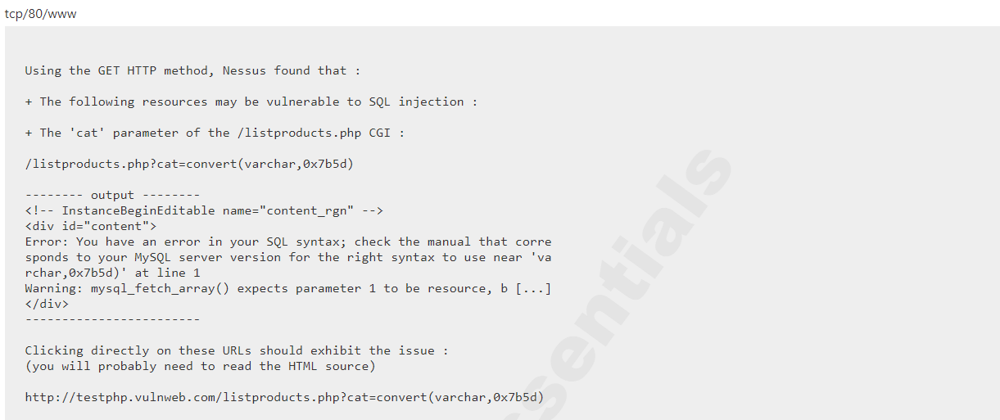 tcp/80/www
Using the GET HTTP method, Nessus found that :
+ The following resources may be vulnerable to SQL injection :
+ The 'cat' parameter of the /listproducts.php CGI :
/listproducts.php?cat=convert(varchar,0x7b5d)
-------- output --------
<!-- InstanceBeginEditable name="content_rgn" -->
<div id="content">
Error: You have an error in your SQL syntax; check the manual that corre
sponds to your MySQL server version for the right syntax to use near 'va
rchar,0x7b5d)' at line 1
Warning: mysql_fetch_array() expects parameter 1 to be resource, b [...]
</div>
------------------------
Clicking directly on these URLs should exhibit the issue :
(you will probably need to read the HTML source)
http://testphp.vulnweb.com/listproducts.php?cat=convert(varchar,0x7b5d)
ssentials